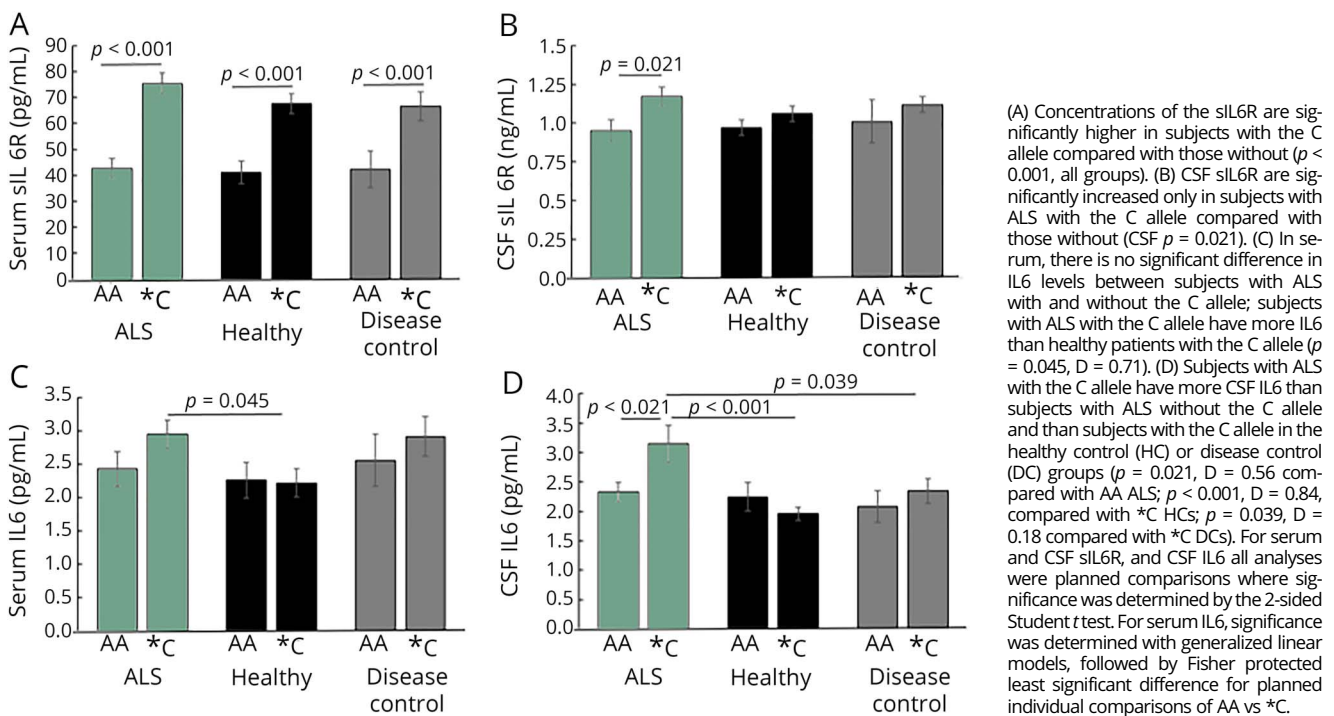 A
Serum sIL 6R (pg/mL)
90
80
70
60
50
40
30
20
10
0
p < 0.001
p < 0.001
p < 0.001
AA *C AA *C AA *C
ALS Healthy Disease control
B
CSF sIL 6R (ng/mL)
1.5
1.25
1.0
0.75
0.5
0.25
0.0
p = 0.021
AA *C AA *C AA *C
ALS Healthy Disease control
C
Serum IL6 (pg/mL)
3.5
3.0
2.5
2.0
1.5
1.0
0.5
0.0
p = 0.045
AA *C AA *C AA *C
ALS Healthy Disease control
D
CSF IL6 (pg/mL)
4.0
3.5
3.0
2.5
2.0
1.5
1.0
0.5
0.0
p = 0.039
p < 0.021 p < 0.001
AA *C AA *C AA *C
ALS Healthy Disease control
(A) Concentrations of the sIL6R are sig-
nificantly higher in subjects with the C
allele compared with those without (p <
0.001, all groups). (B) CSF sIL6R are sig-
nificantly increased only in subjects with
ALS with the C allele compared with
those without (CSF p = 0.021). (C) In se-
rum, there is no significant difference in
IL6 levels between subjects with ALS
with and without the C allele; subjects
with ALS with the C allele have more IL6
than healthy patients with the C allele (p
= 0.045, D = 0.71). (D) Subjects with ALS
with the C allele have more CSF IL6 than
subjects with ALS without the C allele
and than subjects with the C allele in the
healthy control (HC) or disease control
(DC) groups (p = 0.021, D = 0.56 com-
pared with AA ALS; p < 0.001, D = 0.84,
compared with *C HCs; p = 0.039, D =
0.18 compared with *C DCs). For serum
and CSF sIL6R, and CSF IL6 all analyses
were planned comparisons where sig-
nificance was determined by the 2-sided
Student t test. For serum IL6, significance
was determined with generalized linear
models, followed by Fisher protected
least significant difference for planned
individual comparisons of AA vs *C.